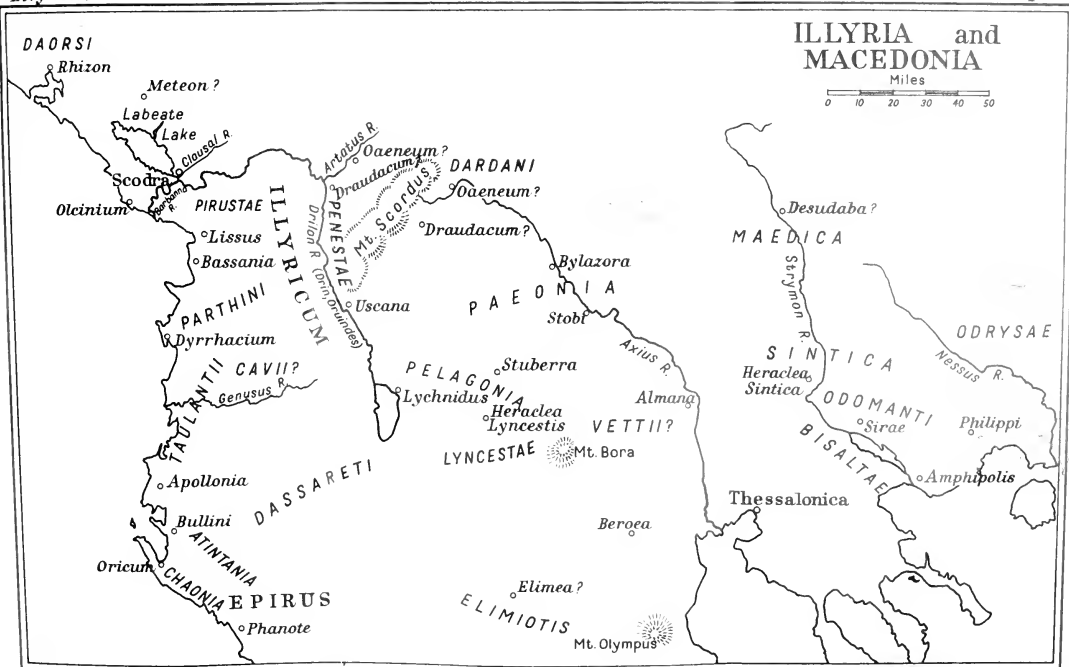 ILLYRIA and
MACEDONIA
Miles
0 10 20 30 40 50
DAORSI
Rhizon
Meteon?
Labeate
Lake
Clausal R.
Scodra
Barbanna R.
Olcinium
PIRUSTAE
Lissus
Bassania
ILLYRICUM
Artatus R.
Oaeneum?
Draudacum?
PENESTAE
Mt. Scordus
DARDANI
Oaeneum?
Draudacum?
Drilon R (Drin, Oruindes)
Uscana
Bylazora
PAEONIA
Stobi
Axius R.
Desudaba?
MAEDICA
Strymon R.
ODRYSAE
Nessus R.
SINTICA
Heraclea
Sintica
ODOMANTI
Sirae
Philippi
BISALTAE
Amphipolis
PARTHINI
Dyrrhacium
CAVII?
Genusus R.
TAULANTII
Stuberra
PELAGONIA
Lychnidus
Heraclea
Lyncestis
Almana
VETTII?
LYNCESTAE
Mt. Bora
DASSARETI
Apollonia
Thessalonica
Beroea
Bullini
ATINTANIA
Oricum
CHAONIA
EPIRUS
Phanote
Elimea?
ELIMIOTIS
Mt. Olympus